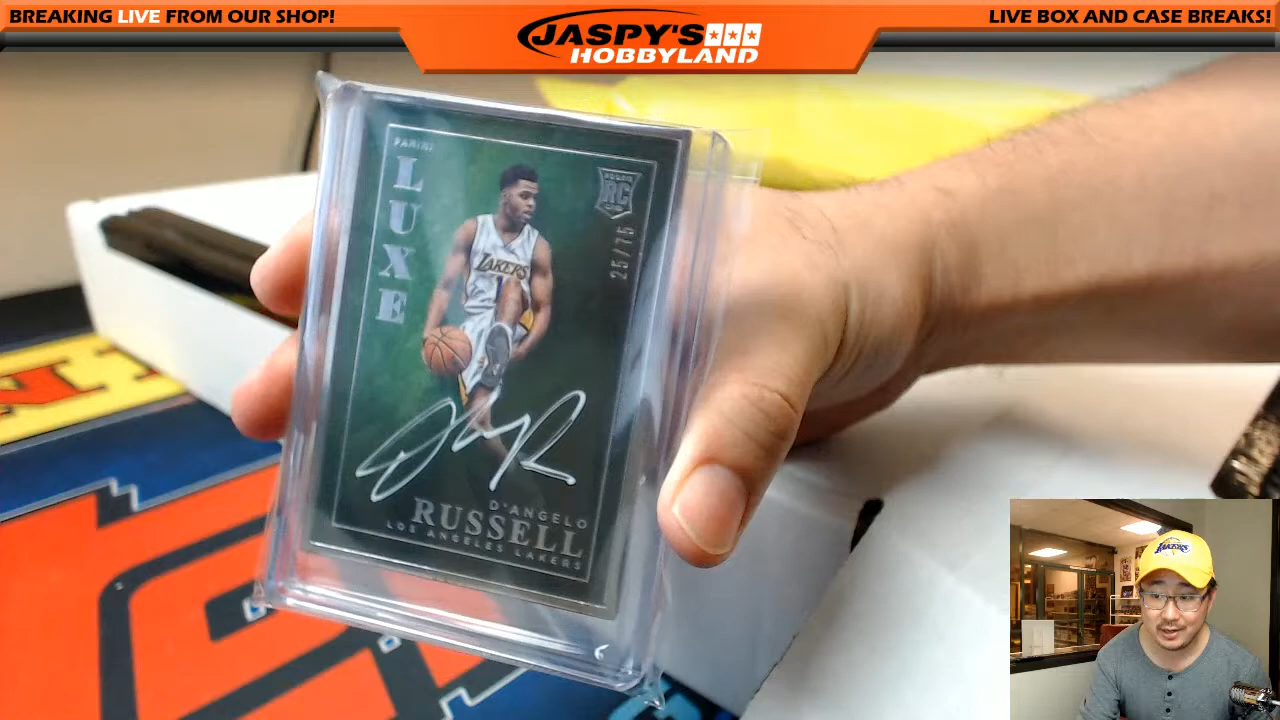 BREAKING LIVE FROM OUR SHOP!
JASPY'S
HOBBYLAND
LIVE BOX AND CASE BREAKS!
PANINI
LUXE
RC
25/75
LAKERS
1
D'ANGELO
RUSSELL
LOS ANGELES LAKERS
LAKERS